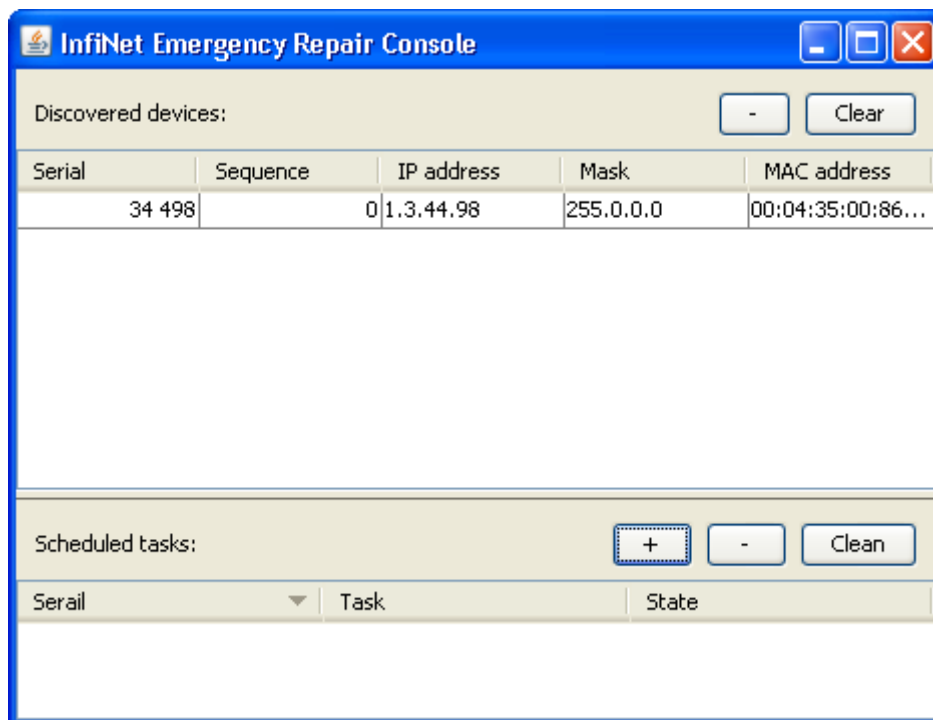 InfiNet Emergency Repair Console
Discovered devices: - Clear
Serial Sequence IP address Mask MAC address
34 498 0 1.3.44.98 255.0.0.0 00:04:35:00:86...
Scheduled tasks: + - Clean
Serail Task State